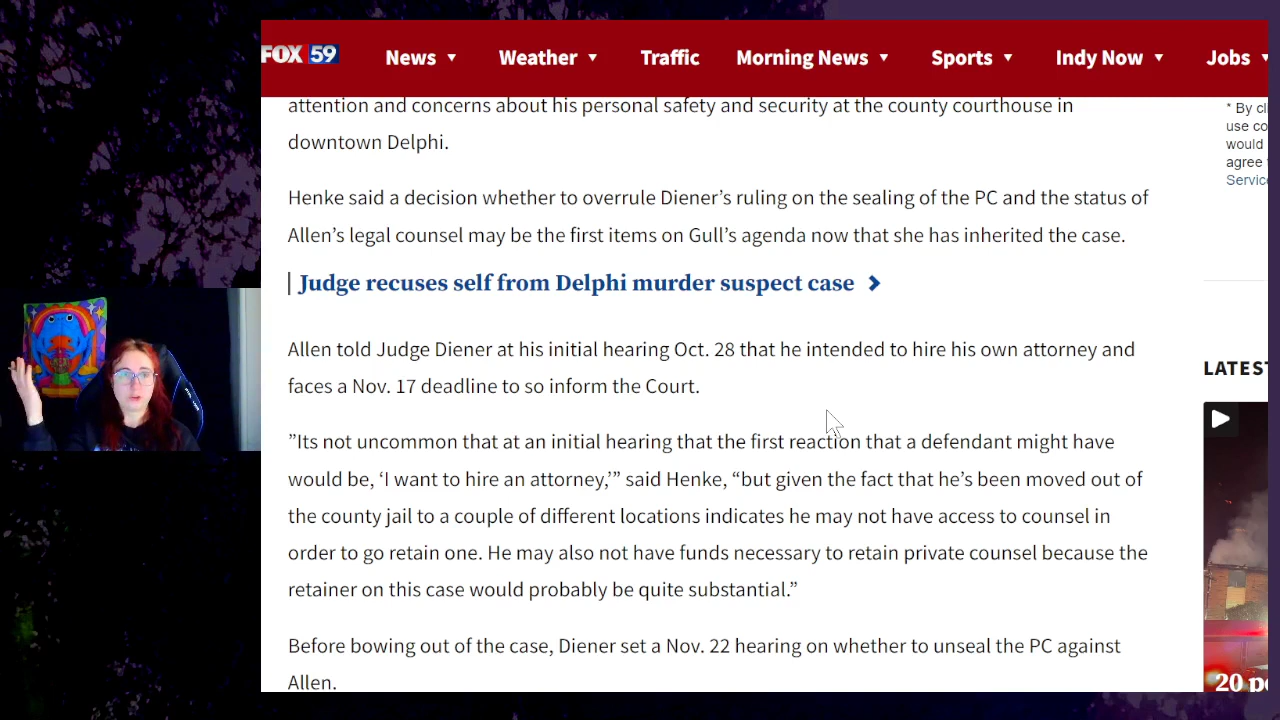 FOX 59
News
Weather
Traffic
Morning News
Sports
Indy Now
Jobs
attention and concerns about his personal safety and security at the county courthouse in
downtown Delphi.
Henke said a decision whether to overrule Diener’s ruling on the sealing of the PC and the status of
Allen’s legal counsel may be the first items on Gull’s agenda now that she has inherited the case.
Judge recuses self from Delphi murder suspect case
Allen told Judge Diener at his initial hearing Oct. 28 that he intended to hire his own attorney and
faces a Nov. 17 deadline to so inform the Court.
”Its not uncommon that at an initial hearing that the first reaction that a defendant might have
would be, ‘I want to hire an attorney,’” said Henke, “but given the fact that he’s been moved out of
the county jail to a couple of different locations indicates he may not have access to counsel in
order to go retain one. He may also not have funds necessary to retain private counsel because the
retainer on this case would probably be quite substantial.”
Before bowing out of the case, Diener set a Nov. 22 hearing on whether to unseal the PC against
Allen.
* By cl
use co
would
agree
Servic
LATEST
20 p